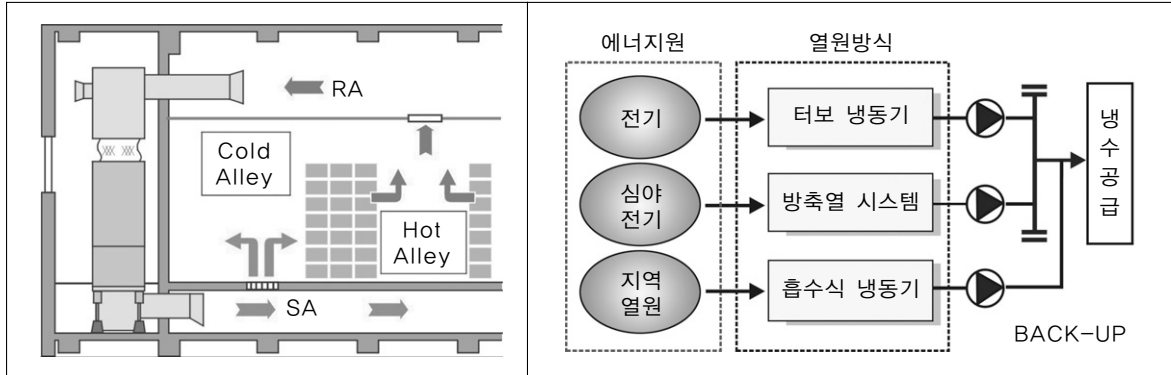 RA
Cold
Alley
Hot
Alley
SA
에너지원
열원방식
전기
터보 냉동기
심야
전기
방축열 시스템
지역
열원
흡수식 냉동기
냉
수
공
급
BACK-UP